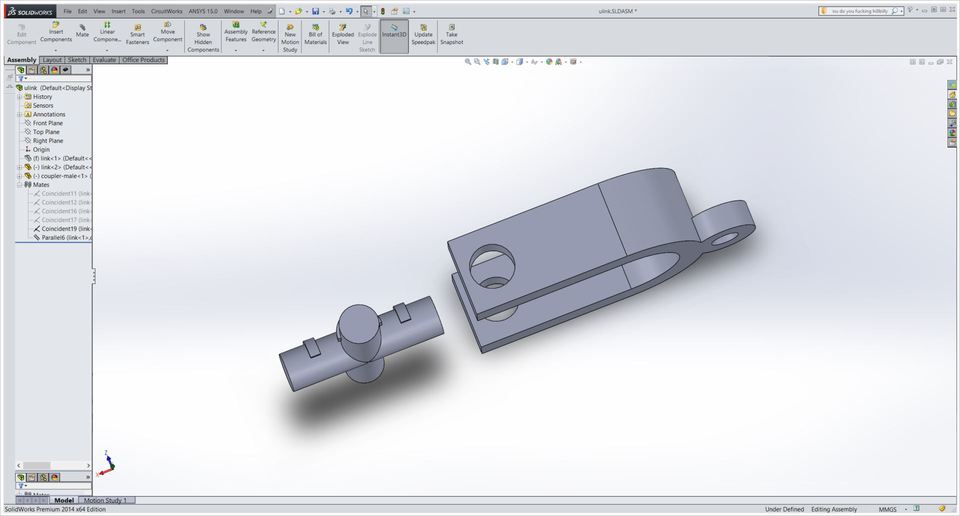 SOLIDWORKS File Edit View Insert Tools CircuitWorks ANSYS 15.0 Window Help
ulink.SLDASM *
Edit Component
Insert Components
Mate
Linear Compone...
Smart Fasteners
Move Component
Show Hidden Components
Assembly Features
Reference Geometry
New Motion Study
Bill of Materials
Exploded View
Explode Line Sketch
Instant3D
Update Speedpak
Take Snapshot
Assembly Layout Sketch Evaluate Office Products
ulink (Default<Display St
History
Sensors
Annotations
Front Plane
Top Plane
Right Plane
Origin
(f) link<1> (Default<<
(-) link<2> (Default<<
(-) coupler-male<1> (
Mates
Coincident11 (link<
Coincident12 (link<
Coincident16 (link<
Coincident17 (link<
Coincident19 (link<
Parallel6 (link<1>,
Z
X
Mates
Model Motion Study 1
SolidWorks Premium 2014 x64 Edition
Under Defined Editing Assembly MMGS